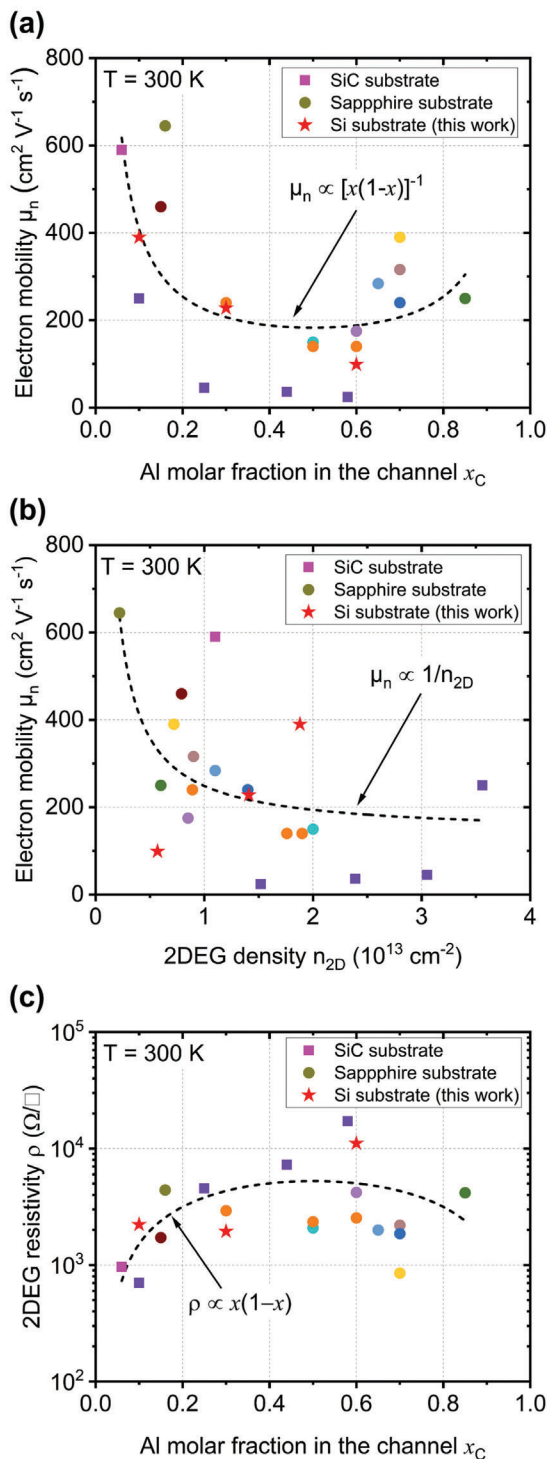 (a)
800
600
400
200
0
Electron mobility μn (cm2 V-1 s-1)
T = 300 K
SiC substrate
Sappphire substrate
Si substrate (this work)
μn ∝ [x(1-x)]-1
0.0 0.2 0.4 0.6 0.8 1.0
Al molar fraction in the channel xC
(b)
800
600
400
200
0
Electron mobility μn (cm2 V-1 s-1)
T = 300 K
SiC substrate
Sapphire substrate
Si substrate (this work)
μn ∝ 1/n2D
0 1 2 3 4
2DEG density n2D (1013 cm-2)
(c)
105
104
103
102
2DEG resistivity ρ (Ω/□)
T = 300 K
SiC substrate
Sappphire substrate
Si substrate (this work)
ρ ∝ x(1−x)
0.0 0.2 0.4 0.6 0.8 1.0
Al molar fraction in the channel xC